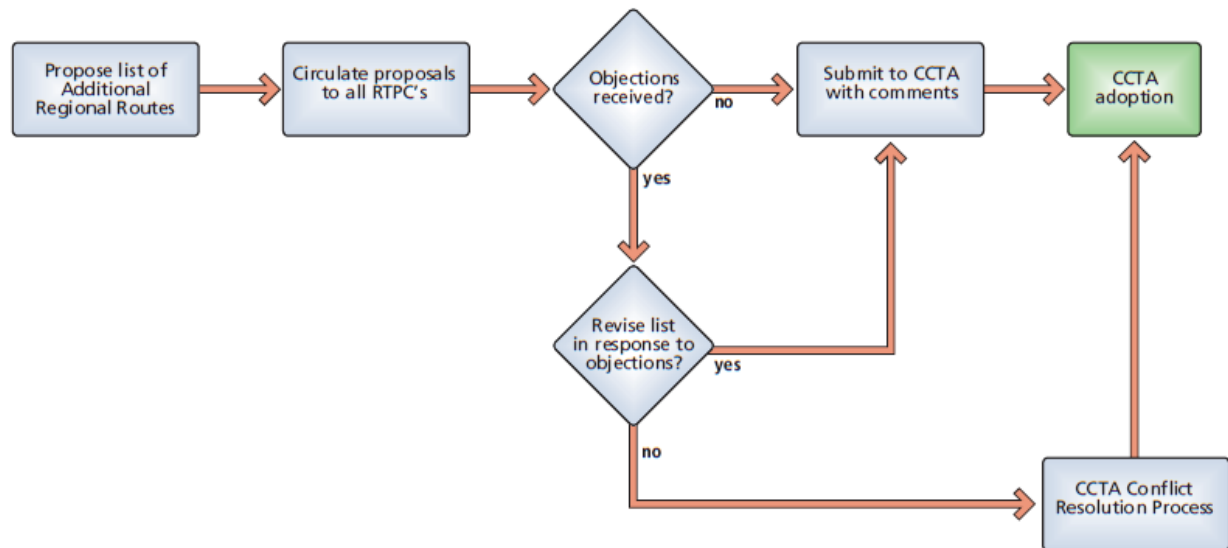 Propose list of
Additional
Regional Routes
Circulate proposals
to all RTPC's
Objections
received?
no
Submit to CCTA
with comments
CCTA
adoption
yes
Revise list
in response to
objections?
yes
no
CCTA Conflict
Resolution Process